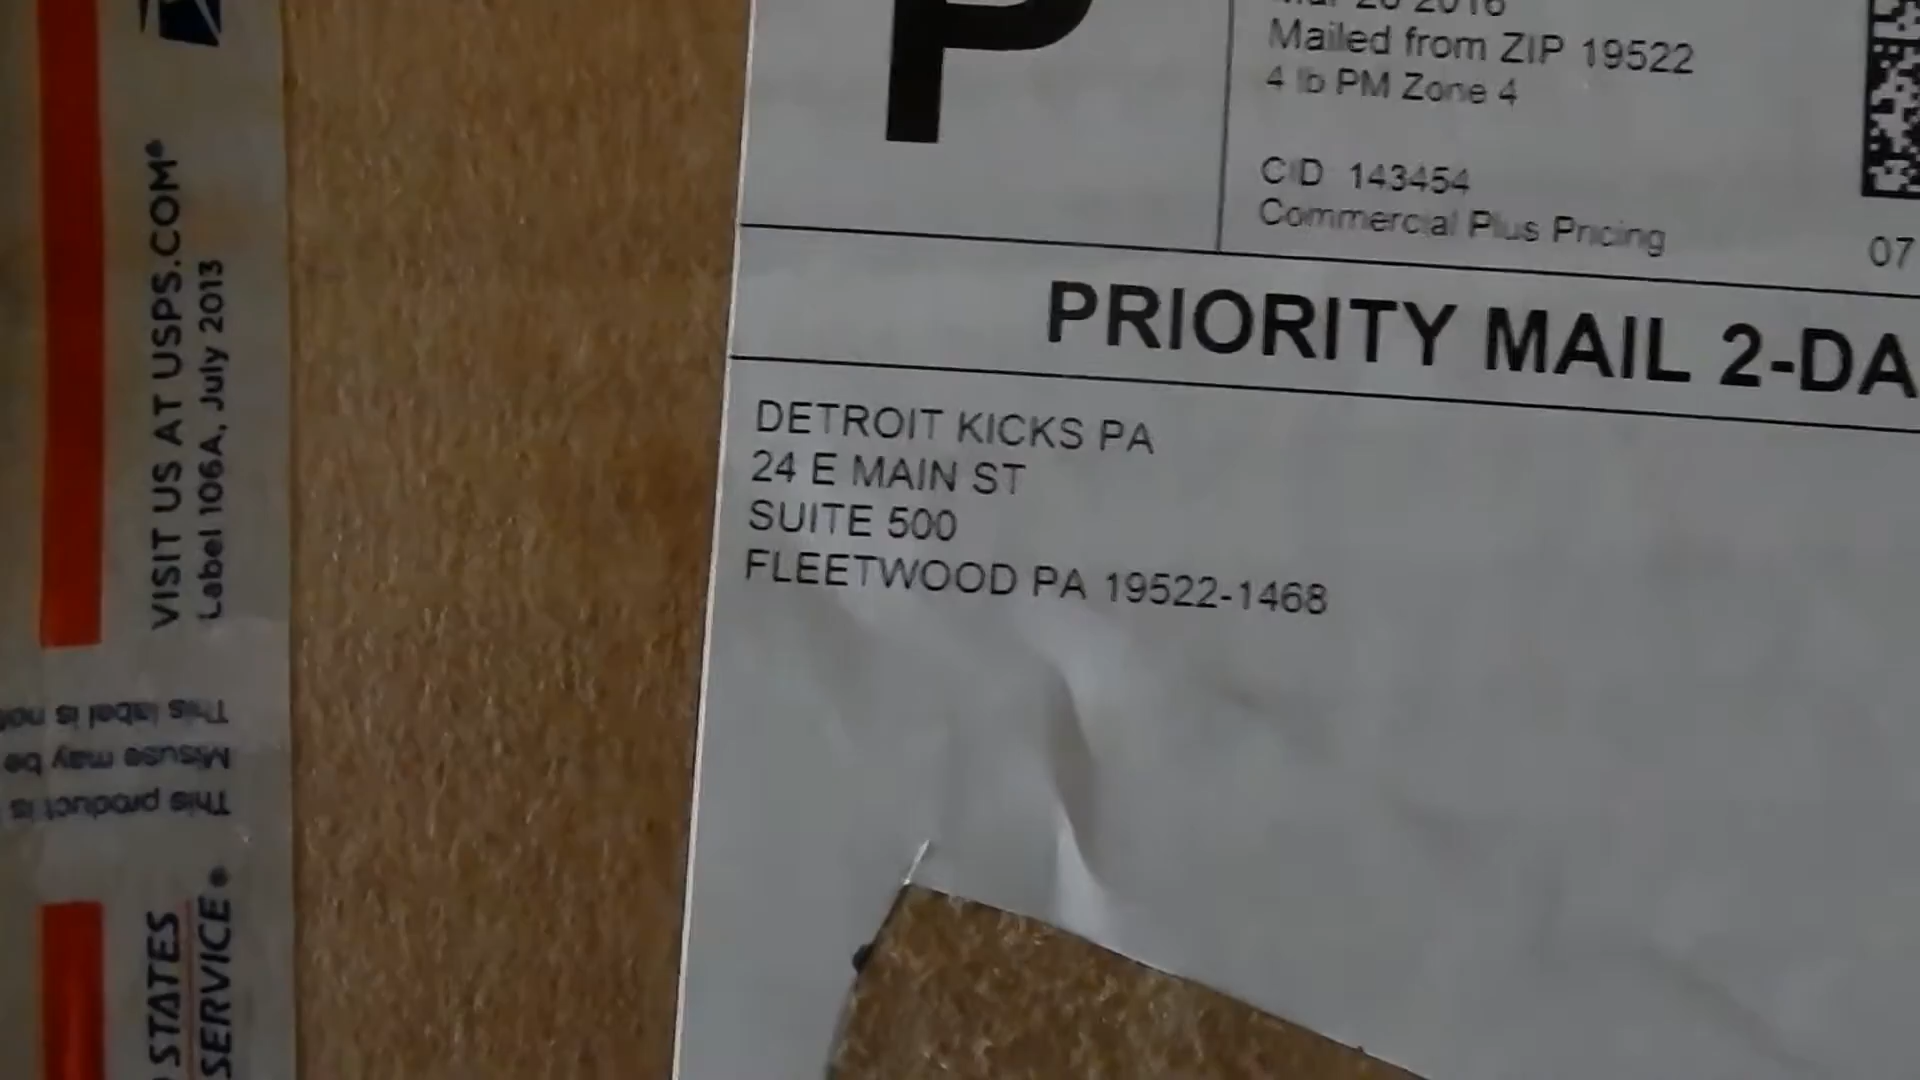 VISIT US AT USPS.COM®
Label 106A, July 2013
This label is not
Misuse may be
This product is
STATES
SERVICE®
P
2016
Mailed from ZIP 19522
4 lb PM Zone 4
CID 143454
Commercial Plus Pricing
07
PRIORITY MAIL 2-DA
DETROIT KICKS PA
24 E MAIN ST
SUITE 500
FLEETWOOD PA 19522-1468